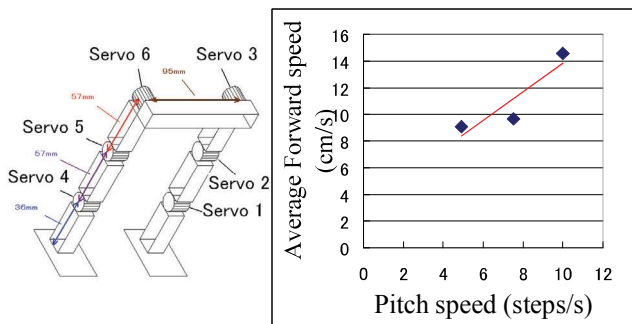 Servo 6
Servo 3
95mm
57mm
Servo 5
57mm
Servo 4
Servo 2
Servo 1
36mm
Average Forward speed
(cm/s)
16
14
12
10
8
6
4
2
0
0 2 4 6 8 10 12
Pitch speed (steps/s)